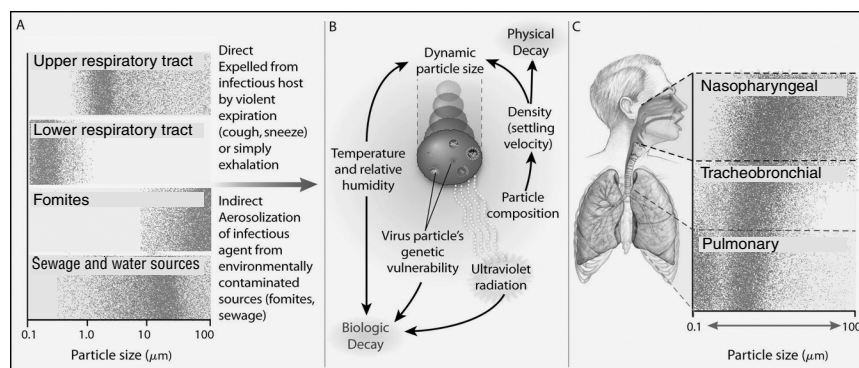 A
Upper respiratory tract
Lower respiratory tract
Fomites
Sewage and water sources
0.1
1.0
10
100
Particle size (μm)
Direct
Expelled from
infectious host
by violent
expiration
(cough, sneeze)
or simply
exhalation
Indirect
Aerosolization
of infectious
agent from
environmentally
contaminated
sources (fomites,
sewage)
B
Physical
Decay
Dynamic
particle size
Density
(settling
velocity)
Temperature
and relative
humidity
Particle
composition
Virus particle's
genetic
vulnerability
Ultraviolet
radiation
Biologic
Decay
C
Nasopharyngeal
Tracheobronchial
Pulmonary
0.1
100
Particle size (μm)